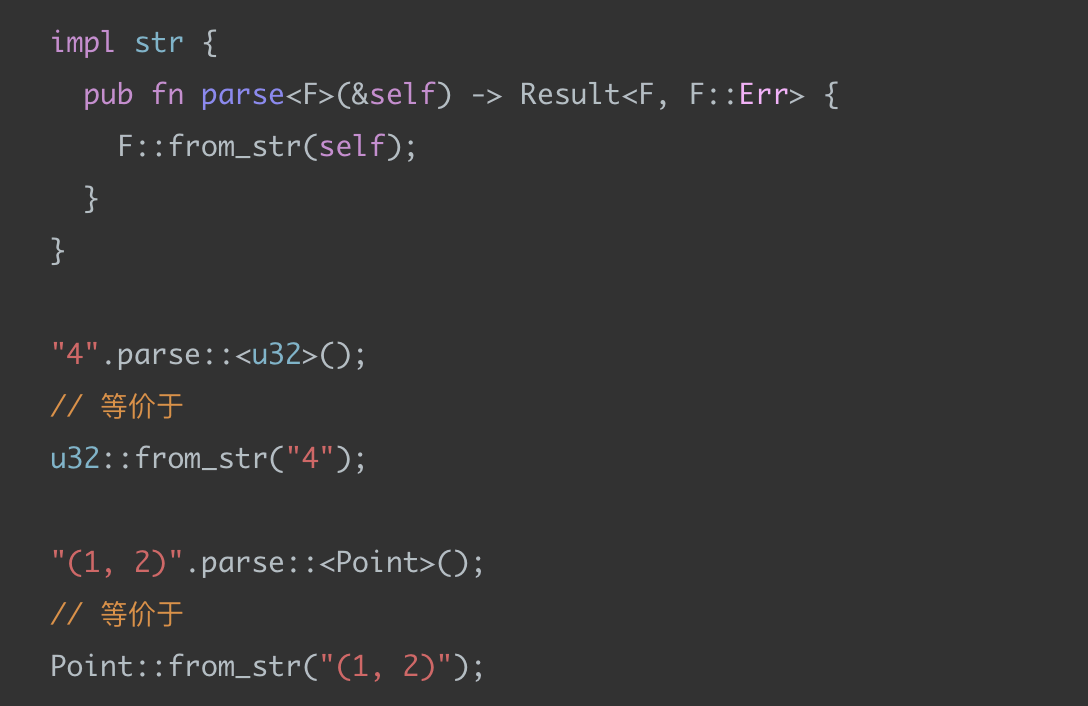 impl str {
  pub fn parse<F>(&self) -> Result<F, F::Err> {
    F::from_str(self);
  }
}

"4".parse::<u32>();
// 等价于
u32::from_str("4");

"(1, 2)".parse::<Point>();
// 等价于
Point::from_str("(1, 2)");